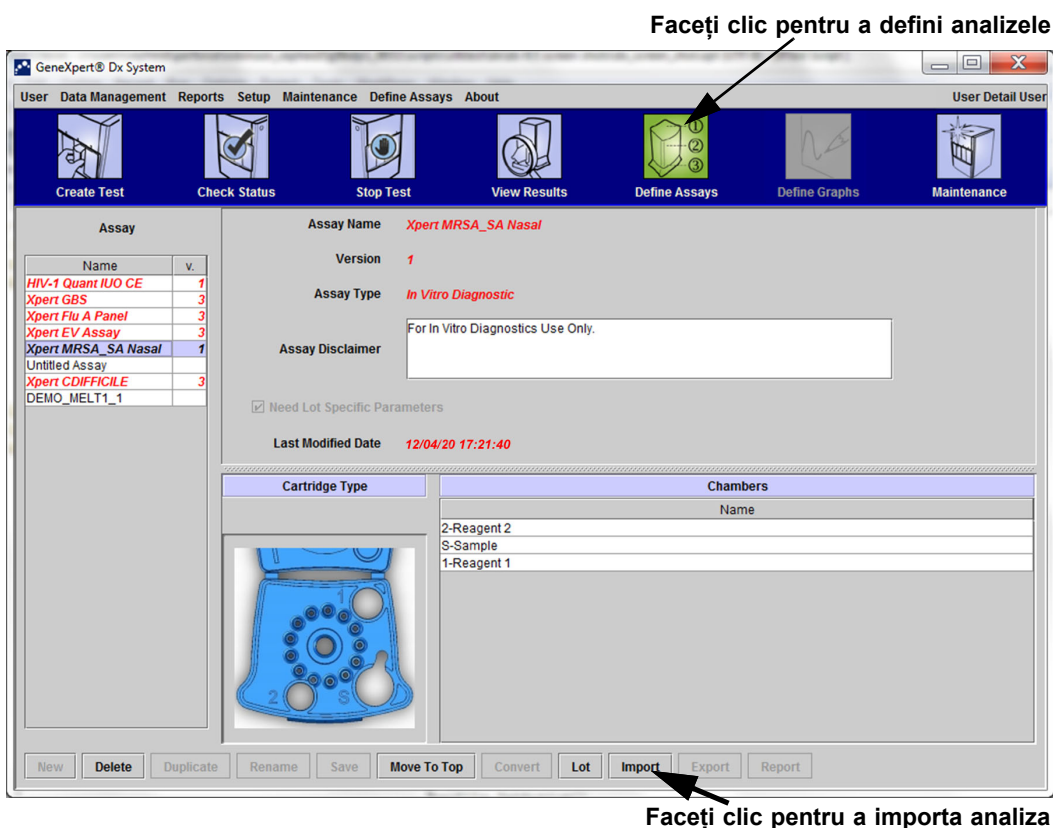 Faceți clic pentru a defini analizele
GeneXpert® Dx System
User Data Management Reports Setup Maintenance Define Assays About User Detail User
Create Test Check Status Stop Test View Results Define Assays Define Graphs Maintenance
1
2
3
Assay
Name v.
HIV-1 Quant IUO CE 1
Xpert GBS 3
Xpert Flu A Panel 3
Xpert EV Assay 3
Xpert MRSA_SA Nasal 1
Untitled Assay
Xpert CDIFFICILE 3
DEMO_MELT1_1
Assay Name Xpert MRSA_SA Nasal
Version 1
Assay Type In Vitro Diagnostic
Assay Disclaimer For In Vitro Diagnostics Use Only.
Need Lot Specific Parameters
Last Modified Date 12/04/20 17:21:40
Cartridge Type
1
2 S
Chambers
Name
2-Reagent 2
S-Sample
1-Reagent 1
New Delete Duplicate Rename Save Move To Top Convert Lot Import Export Report
Faceți clic pentru a importa analiza